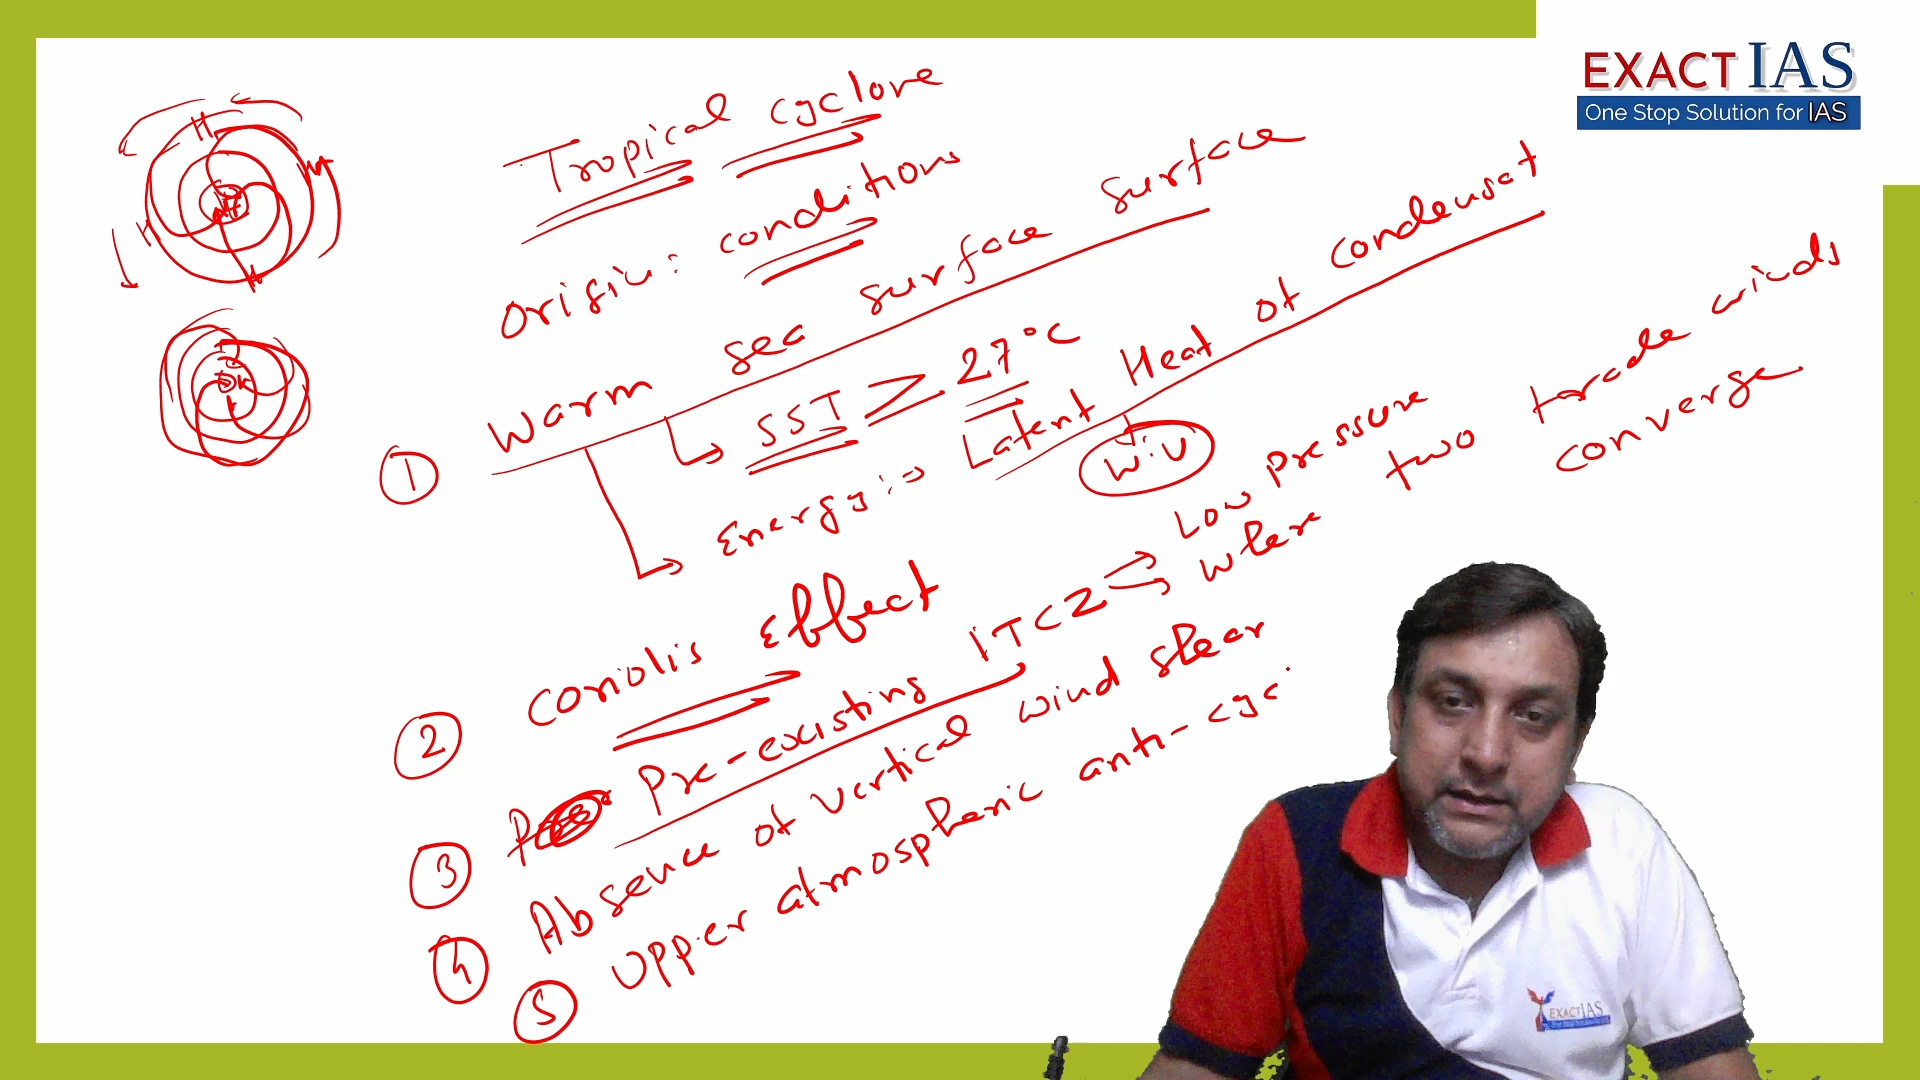 EXACT IAS
One Stop Solution for IAS
Tropical cyclone
Origin: conditions
① Warm sea surface surface
SST ≥ 27°C
Energy: → Latent Heat of condensat
W.V
② Coriolis Effect
③ Pre-existing ITCZ → Low pressure
→ where two trade winds converge
④ Absence of vertical wind shear
⑤ Upper atmospheric anti-cyc
H
H
H
H
EXACT IAS